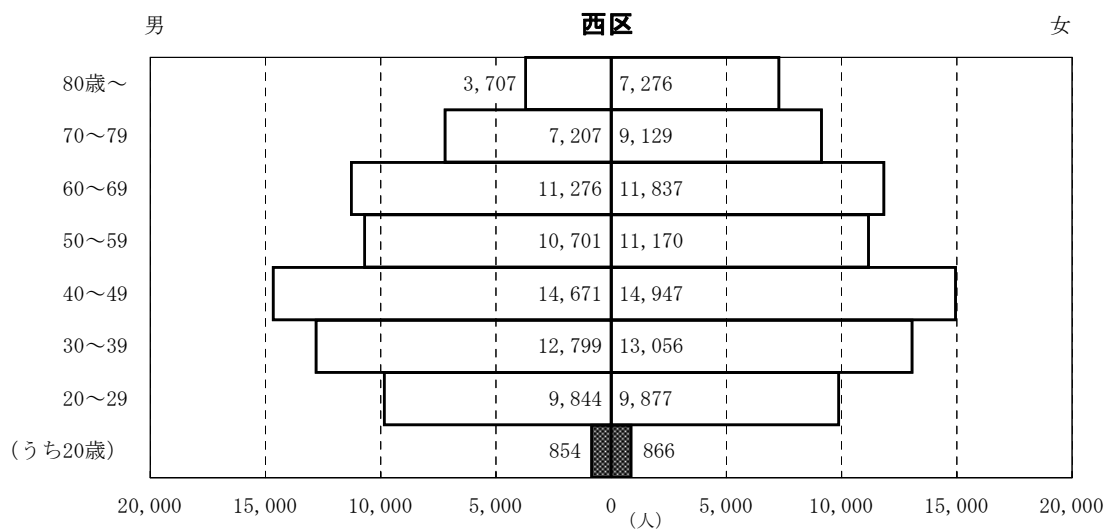 男 西区 女
80歳～ 3,707 7,276
70～79 7,207 9,129
60～69 11,276 11,837
50～59 10,701 11,170
40～49 14,671 14,947
30～39 12,799 13,056
20～29 9,844 9,877
(うち20歳) 854 866
20,000 15,000 10,000 5,000 0 5,000 10,000 15,000 20,000
(人)